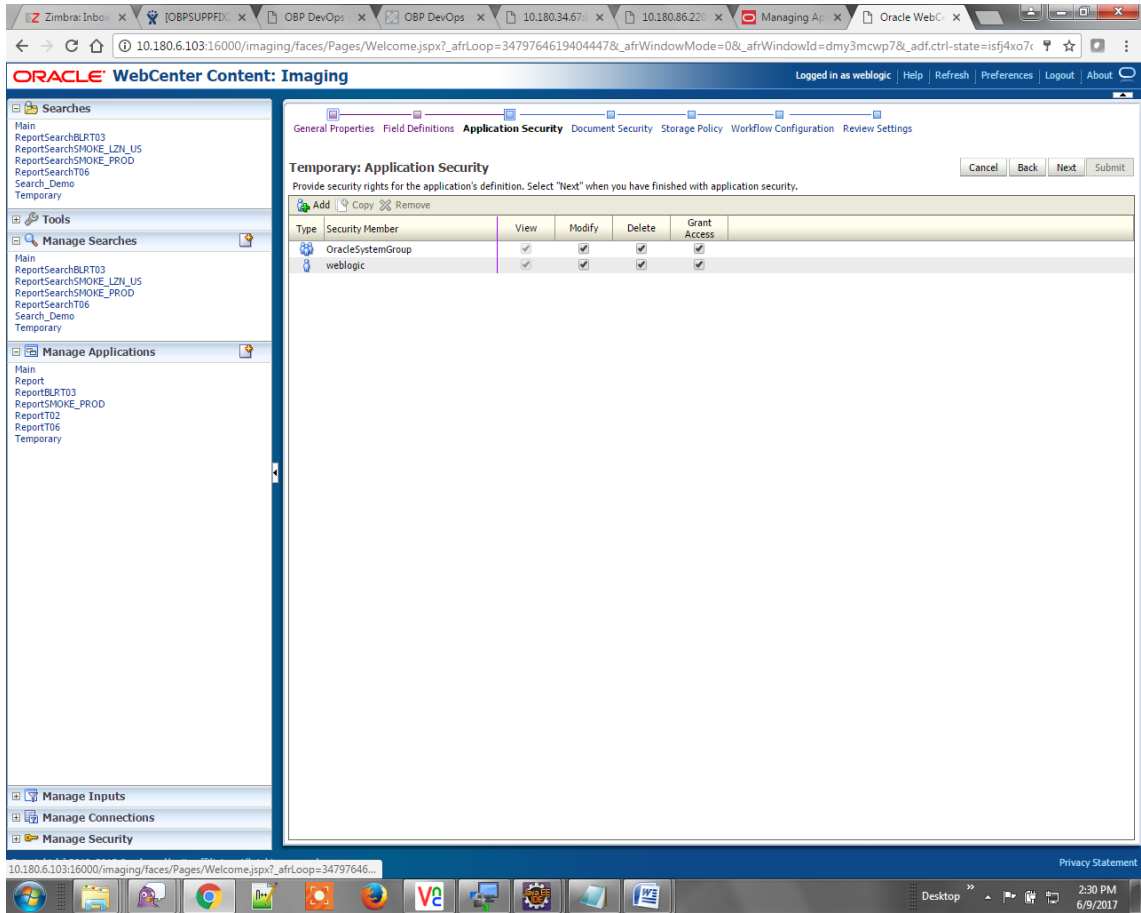 Zimbra: Inbox
[OBPSUPPFIX
OBP DevOps
OBP DevOps
10.180.34.67:
10.180.86.220
Managing Ap
Oracle WebCe
10.180.6.103:16000/imaging/faces/Pages/Welcome.jspx?_afrLoop=3479764619404447&_afrWindowMode=0&_afrWindowId=dmy3mcwp7&_adf.ctrl-state=isfj4xo7c
ORACLE WebCenter Content: Imaging
Logged in as weblogic Help Refresh Preferences Logout About
Searches
Main
ReportSearchBLRT03
ReportSearchSMOKE_LZN_US
ReportSearchSMOKE_PROD
ReportSearchT06
Search_Demo
Temporary
Tools
Manage Searches
Main
ReportSearchBLRT03
ReportSearchSMOKE_LZN_US
ReportSearchSMOKE_PROD
ReportSearchT06
Search_Demo
Temporary
Manage Applications
Main
Report
ReportBLRT03
ReportSMOKE_PROD
ReportT02
ReportT06
Temporary
Manage Inputs
Manage Connections
Manage Security
General Properties Field Definitions Application Security Document Security Storage Policy Workflow Configuration Review Settings
Temporary: Application Security
Cancel Back Next Submit
Provide security rights for the application's definition. Select "Next" when you have finished with application security.
Add Copy Remove
Type Security Member View Modify Delete Grant Access
OracleSystemGroup
weblogic
Privacy Statement
10.180.6.103:16000/imaging/faces/Pages/Welcome.jspx?_afrLoop=34797646...
Desktop
2:30 PM
6/9/2017